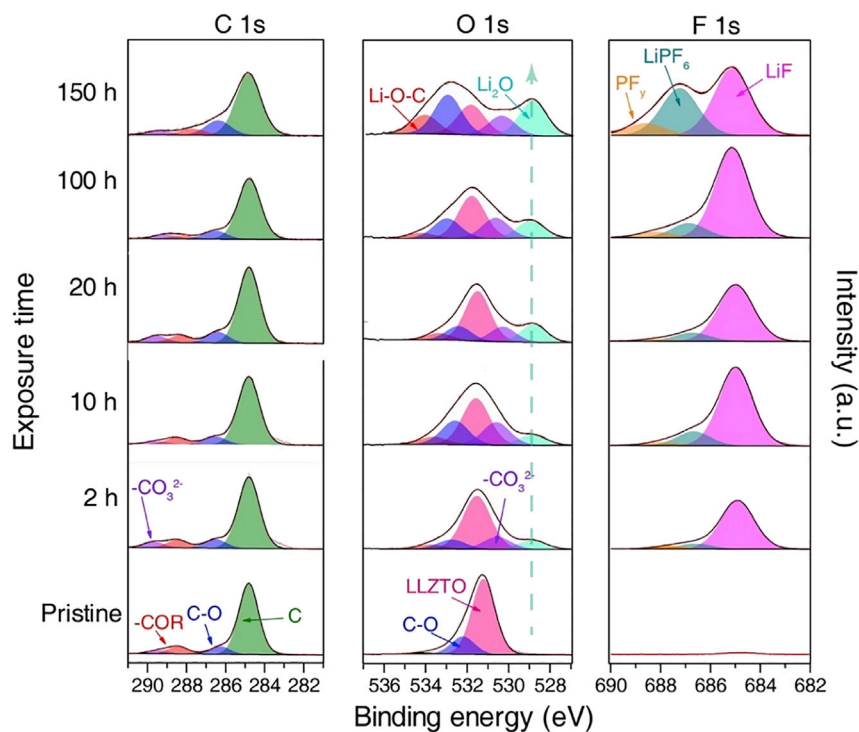 C 1s
O 1s
F 1s
150 h
Li-O-C
Li₂O
PFᵧ
LiPF₆
LiF
100 h
20 h
10 h
2 h
-CO₃²⁻
-CO₃²⁻
Pristine
-COR
C-O
C
LLZTO
C-O
Exposure time
Intensity (a.u.)
290 288 286 284 282
536 534 532 530 528
690 688 686 684 682
Binding energy (eV)